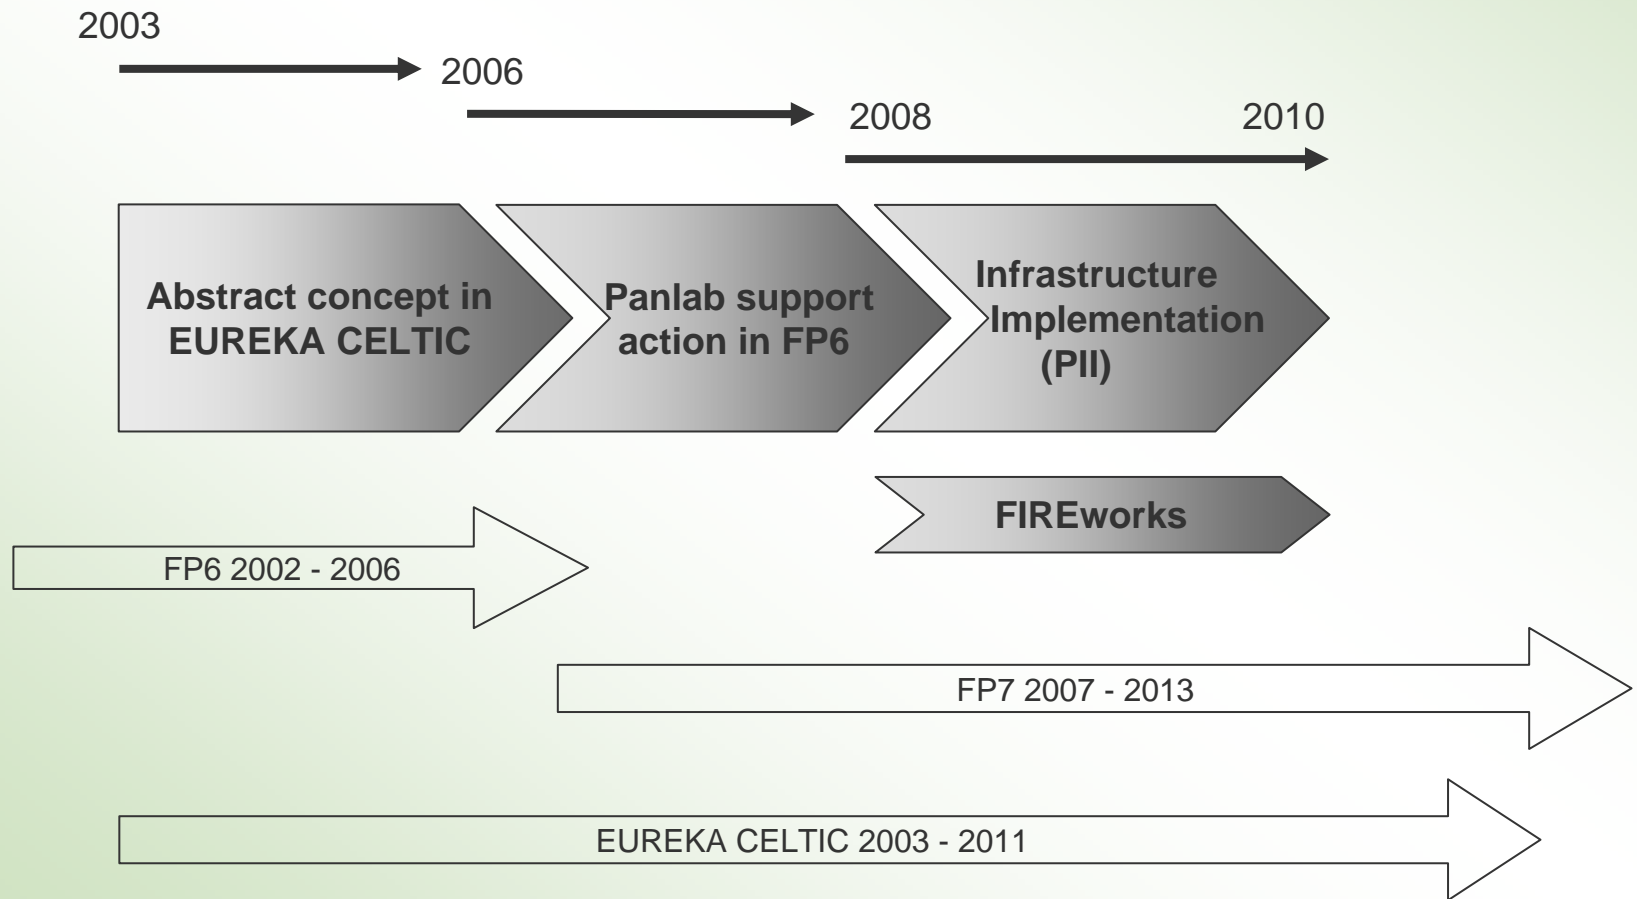 2003
2006
2008
2010
Abstract concept in
EUREKA CELTIC
Panlab support
action in FP6
Infrastructure
Implementation
(PII)
FIREworks
FP6 2002 - 2006
FP7 2007 - 2013
EUREKA CELTIC 2003 - 2011